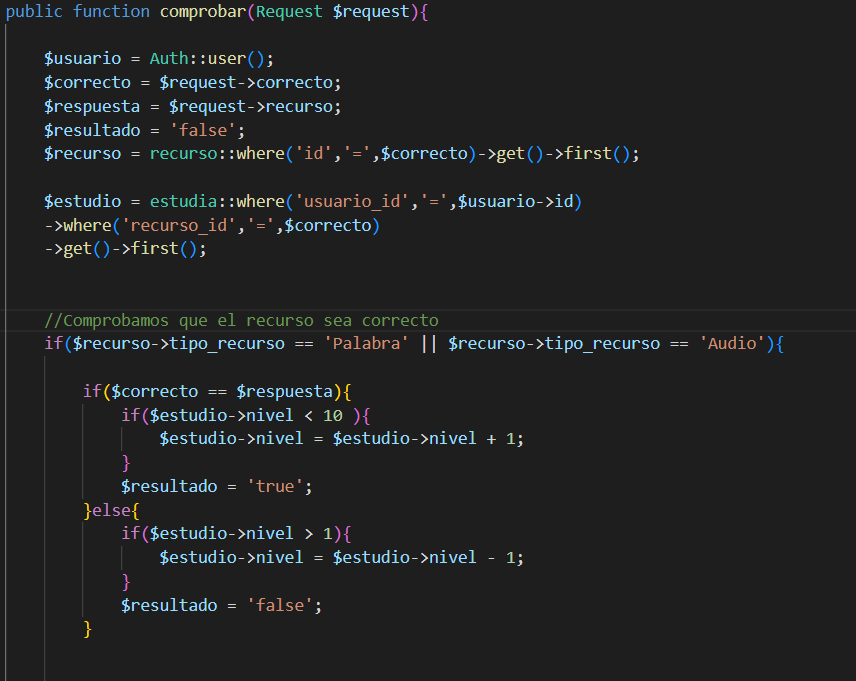 public function comprobar(Request $request){
$usuario = Auth::user();
$correcto = $request->correcto;
$respuesta = $request->recurso;
$resultado = 'false';
$recurso = recurso::where('id','=',$correcto)->get()->first();
$estudio = estudia::where('usuario_id','=',$usuario->id)
->where('recurso_id','=',$correcto)
->get()->first();
//Comprobamos que el recurso sea correcto
if($recurso->tipo_recurso == 'Palabra' || $recurso->tipo_recurso == 'Audio'){
if($correcto == $respuesta){
if($estudio->nivel < 10 ){
$estudio->nivel = $estudio->nivel + 1;
}
$resultado = 'true';
}else{
if($estudio->nivel > 1){
$estudio->nivel = $estudio->nivel - 1;
}
$resultado = 'false';
}